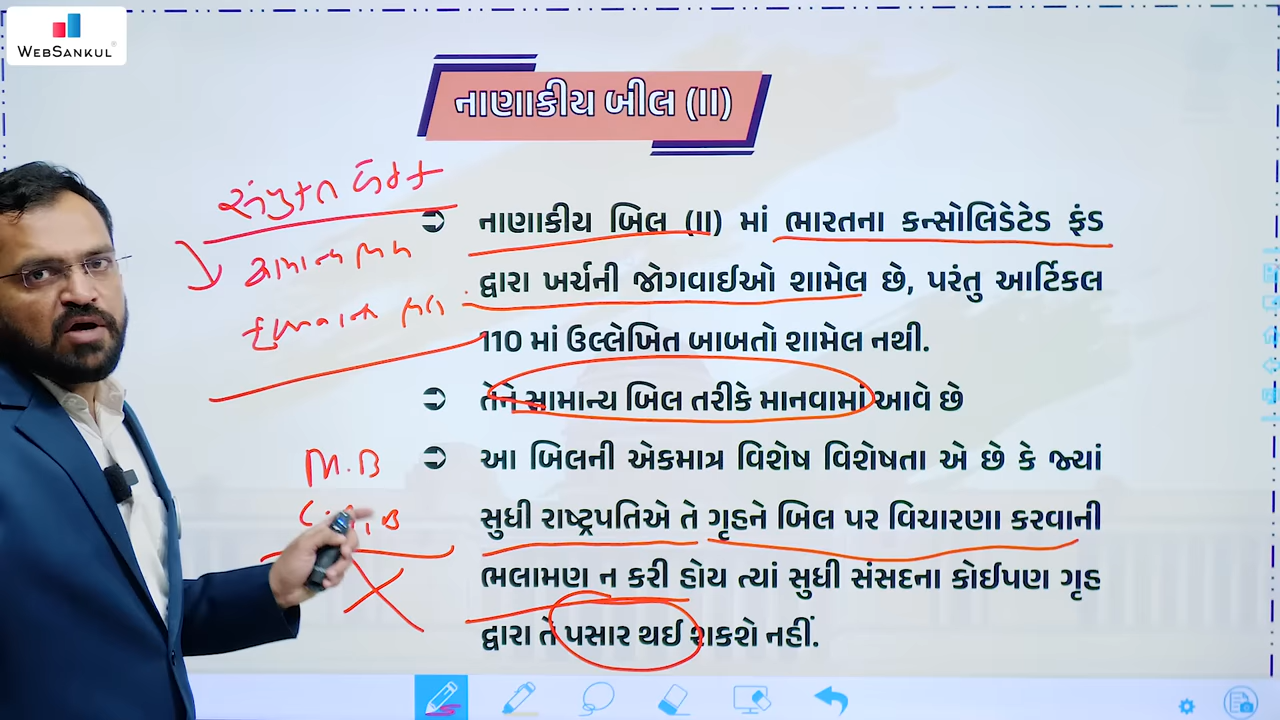 WEBSANKUL
નાણાકીય બીલ (II)
સંયુક્ત બેઠક
નાણાકીય બિલ (II) માં ભારતના કન્સોલિડેટેડ ફંડ
સામાન્ય બિલ
દ્વારા ખર્ચની જોગવાઈઓ શામેલ છે, પરંતુ આર્ટિકલ
110 માં ઉલ્લેખિત બાબતો શામેલ નથી.
તેને સામાન્ય બિલ તરીકે માનવામાં આવે છે
M.B
આ બિલની એકમાત્ર વિશેષ વિશેષતા એ છે કે જ્યાં
સુધી રાષ્ટ્રપતિએ તે ગૃહને બિલ પર વિચારણા કરવાની
ભલામણ ન કરી હોય ત્યાં સુધી સંસદના કોઈપણ ગૃહ
દ્વારા તે પસાર થઈ શકશે નહીં.